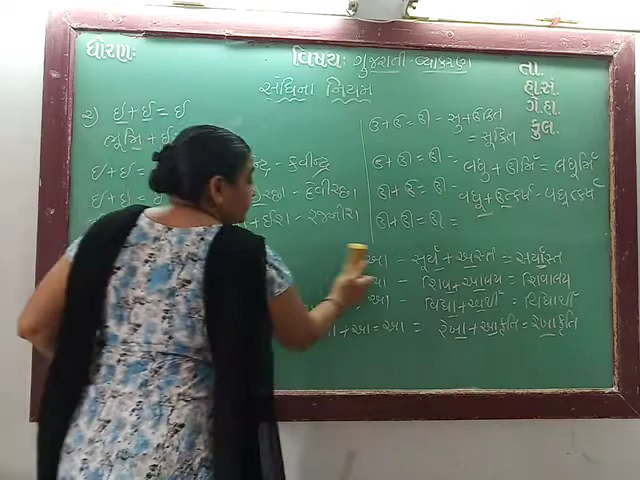 ધોરણ: વિષય: ગુજરાતી-વ્યાકરણ તા.
સંધિના નિયમ હા.સં.
ગે.હા.
કુલ.
૨) ઇ + ઈ = ઈ
ભૂમિ + ઈ
ઇ + ઇ = કવીન્દ્ર
ઈ + ઇ =
+ ઈશ - રજનીશ
ઉ + ઉ = ઊ - સુ + ઉક્તિ
= સૂક્તિ
ઉ + ઊ = ઊ = લઘુ + ઊર્મિ = લઘૂર્મિ
ઊ + ઉ = ઊ - વધુ + ઉત્કર્ષ - વધૂત્કર્ષ
ઊ + ઊ = ઊ =
આ - સૂર્ય + અસ્ત = સૂર્યાસ્ત
આ - શિવ + આલય = શિવાલય
આ - વિદ્યા + અર્થી = વિદ્યાર્થી
આ + આ = આ = રેખા + આકૃતિ = રેખાકૃતિ